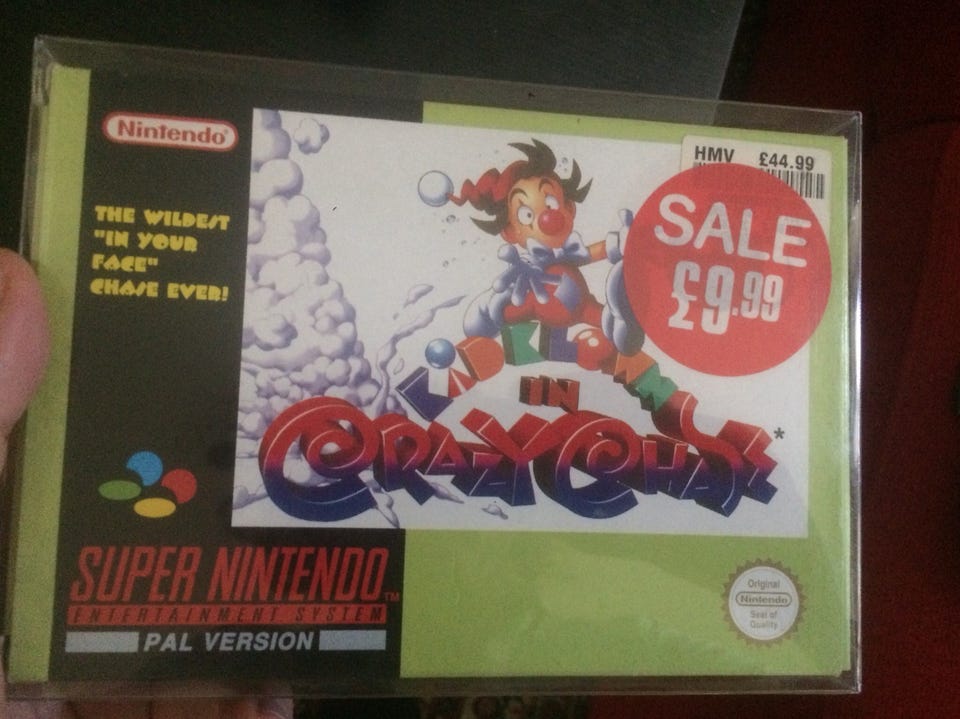 Nintendo®
THE WILDEST
"IN YOUR
FACE"
CHASE EVER!
HMV £44.99
SALE
£9.99
KID KLOWN
IN
CRAZY CHASE*
SUPER NINTENDO™
ENTERTAINMENT SYSTEM
PAL VERSION
Original
Nintendo
Seal of
Quality